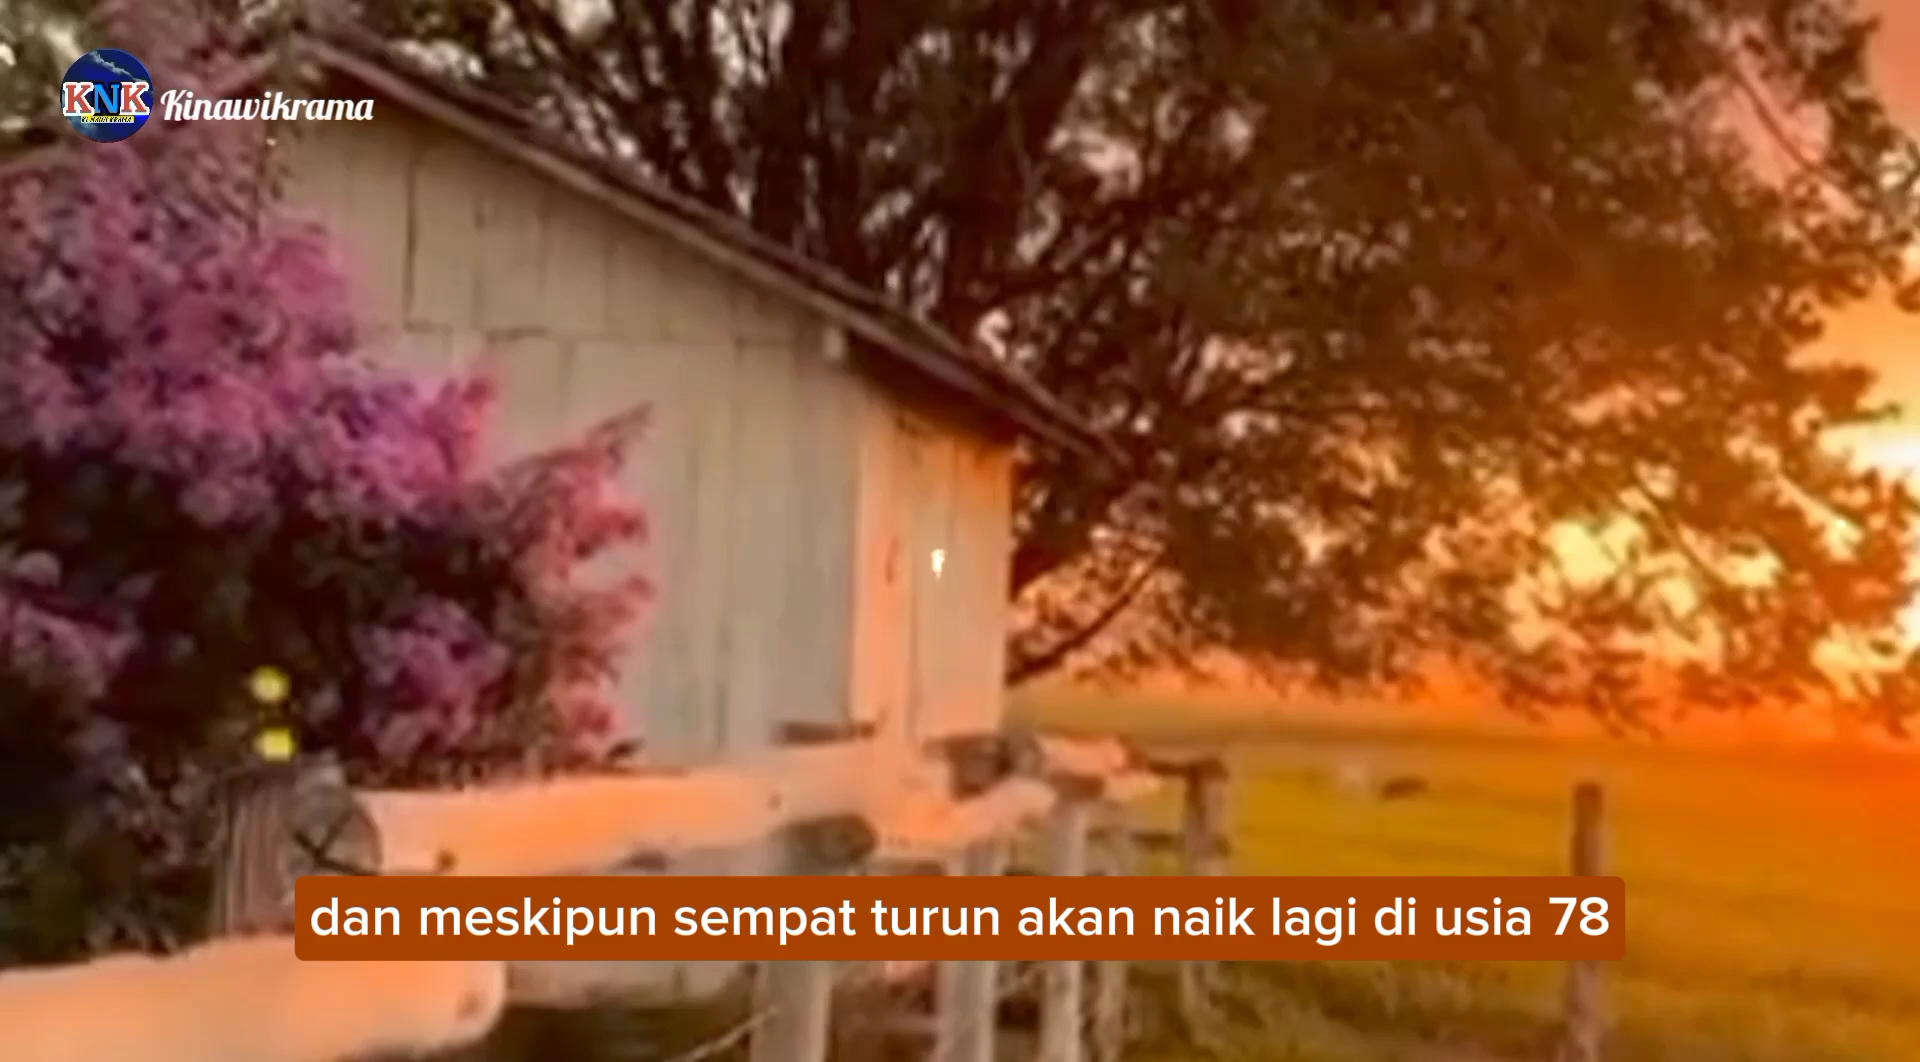 KNK
Kinawikrama
dan meskipun sempat turun akan naik lagi di usia 78